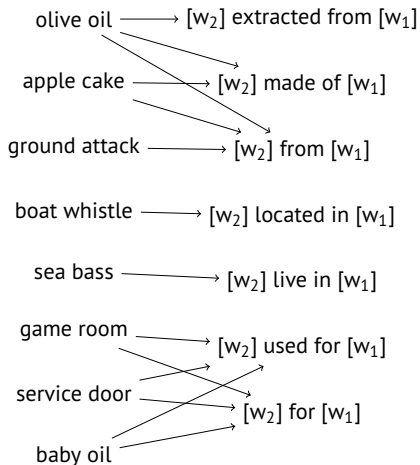 olive oil [w₂] extracted from [w₁]
apple cake [w₂] made of [w₁]
ground attack [w₂] from [w₁]
boat whistle [w₂] located in [w₁]
sea bass [w₂] live in [w₁]
game room
[w₂] used for [w₁]
service door
[w₂] for [w₁]
baby oil